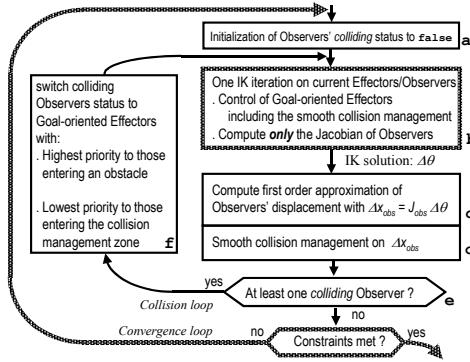 Initialization of Observers' colliding status to false a
switch colliding
Observers status to
Goal-oriented Effectors
with:
. Highest priority to those
entering an obstacle
. Lowest priority to those
entering the collision
management zone f
One IK iteration on current Effectors/Observers
. Control of Goal-oriented Effectors
including the smooth collision management
. Compute only the Jacobian of Observers
IK solution: Δθ
Compute first order approximation of
Observers' displacement with Δx_obs = J_obs Δθ
Smooth collision management on Δx_obs
yes
At least one colliding Observer ? e
Collision loop
no
Convergence loop
no
Constraints met ?
yes